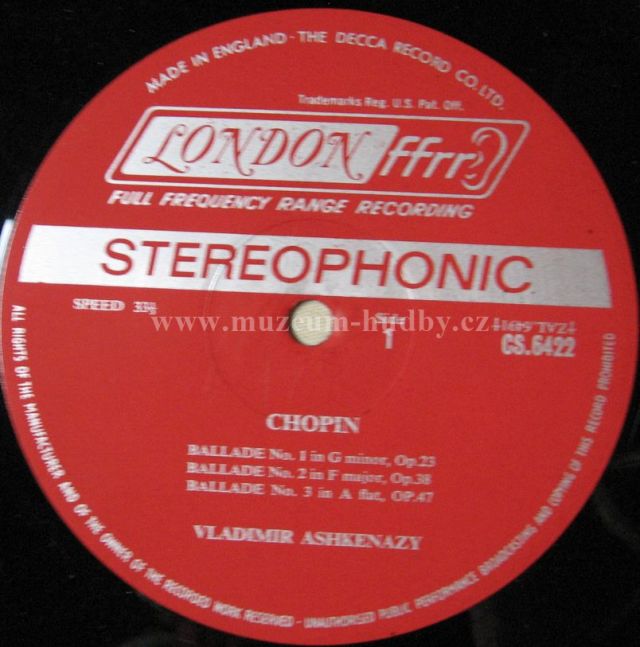 MADE IN ENGLAND · THE DECCA RECORD CO. LTD.
Trademarks Reg. U.S. Pat. Off.
LONDON ffrr
FULL FREQUENCY RANGE RECORDING
STEREOPHONIC
SPEED 33⅓
Side 1
CS.6422
www.muzeum-hudby.cz
CHOPIN
BALLADE No. 1 in G minor, Op.23
BALLADE No. 2 in F major, Op.38
BALLADE No. 3 in A flat, OP.47
VLADIMIR ASHKENAZY
ALL RIGHTS OF THE MANUFACTURER AND OF THE OWNER OF THE RECORDED WORK RESERVED · UNAUTHORISED PUBLIC PERFORMANCE BROADCASTING AND COPYING OF THIS RECORD PROHIBITED